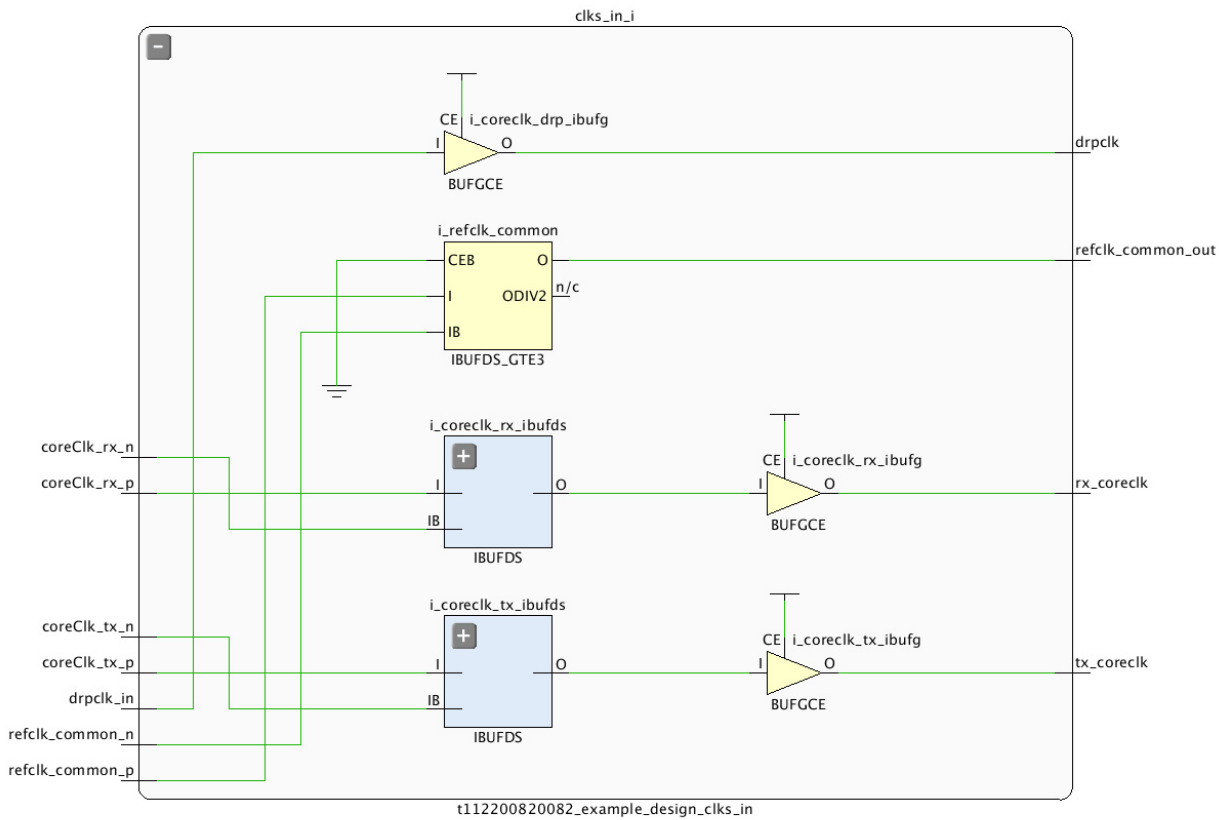 clks_in_i
CE i_coreclk_drp_ibufg
I O
drpclk
BUFGCE
i_refclk_common
CEB O
refclk_common_out
I ODIV2 n/c
IB
IBUFDS_GTE3
coreClk_rx_n
coreClk_rx_p
i_coreclk_rx_ibufds
I O
IB
IBUFDS
CE i_coreclk_rx_ibufg
I O
rx_coreclk
BUFGCE
coreClk_tx_n
coreClk_tx_p
drpclk_in
refclk_common_n
refclk_common_p
i_coreclk_tx_ibufds
I O
IB
IBUFDS
CE i_coreclk_tx_ibufg
I O
tx_coreclk
BUFGCE
t112200820082_example_design_clks_in